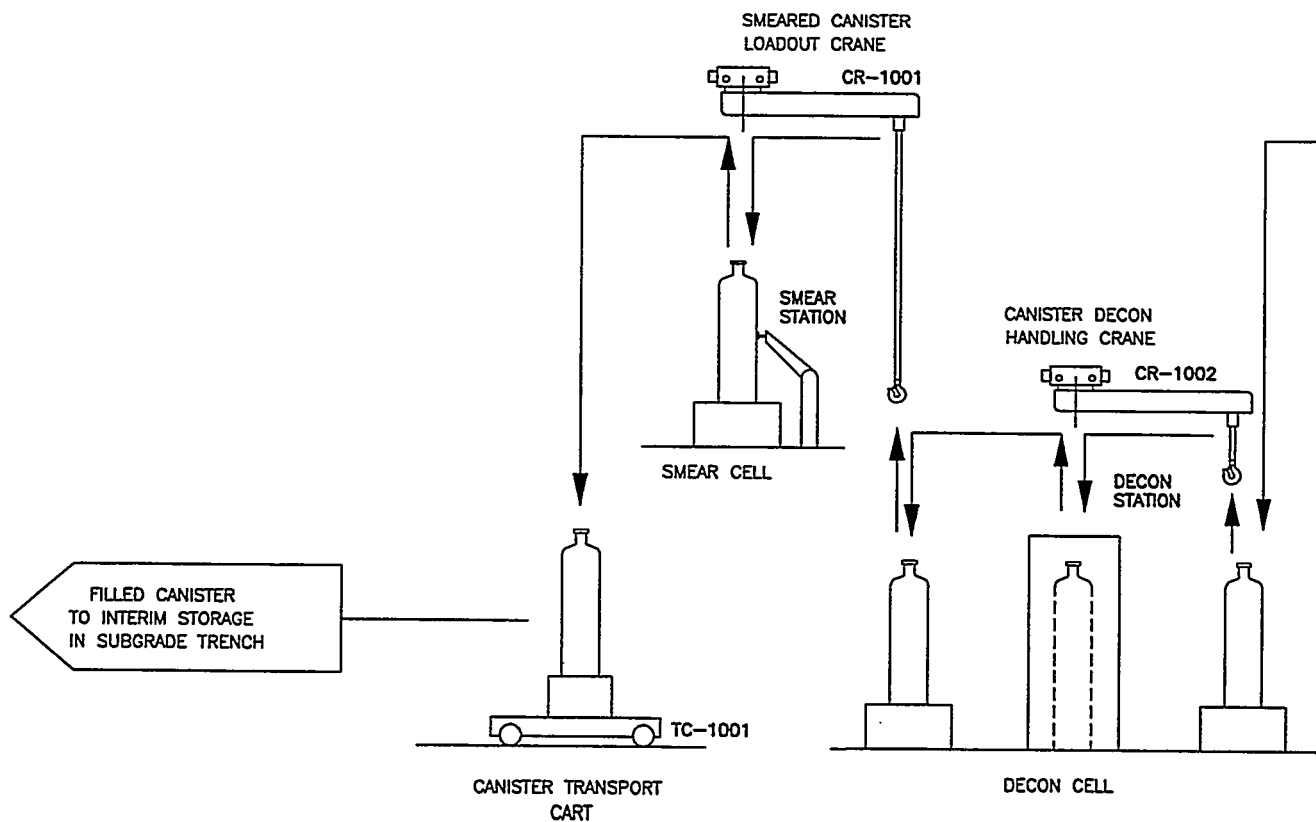 SMEARED CANISTER
LOADOUT CRANE
CR-1001
SMEAR
STATION
SMEAR CELL
CANISTER DECON
HANDLING CRANE
CR-1002
DECON
STATION
FILLED CANISTER
TO INTERIM STORAGE
IN SUBGRADE TRENCH
TC-1001
CANISTER TRANSPORT
CART
DECON CELL